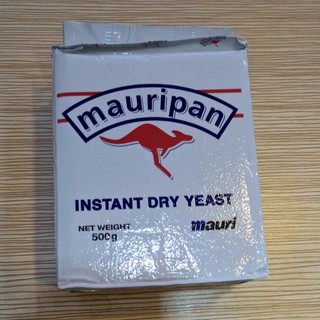 mauripan
INSTANT DRY YEAST
NET WEIGHT
500g
mauri